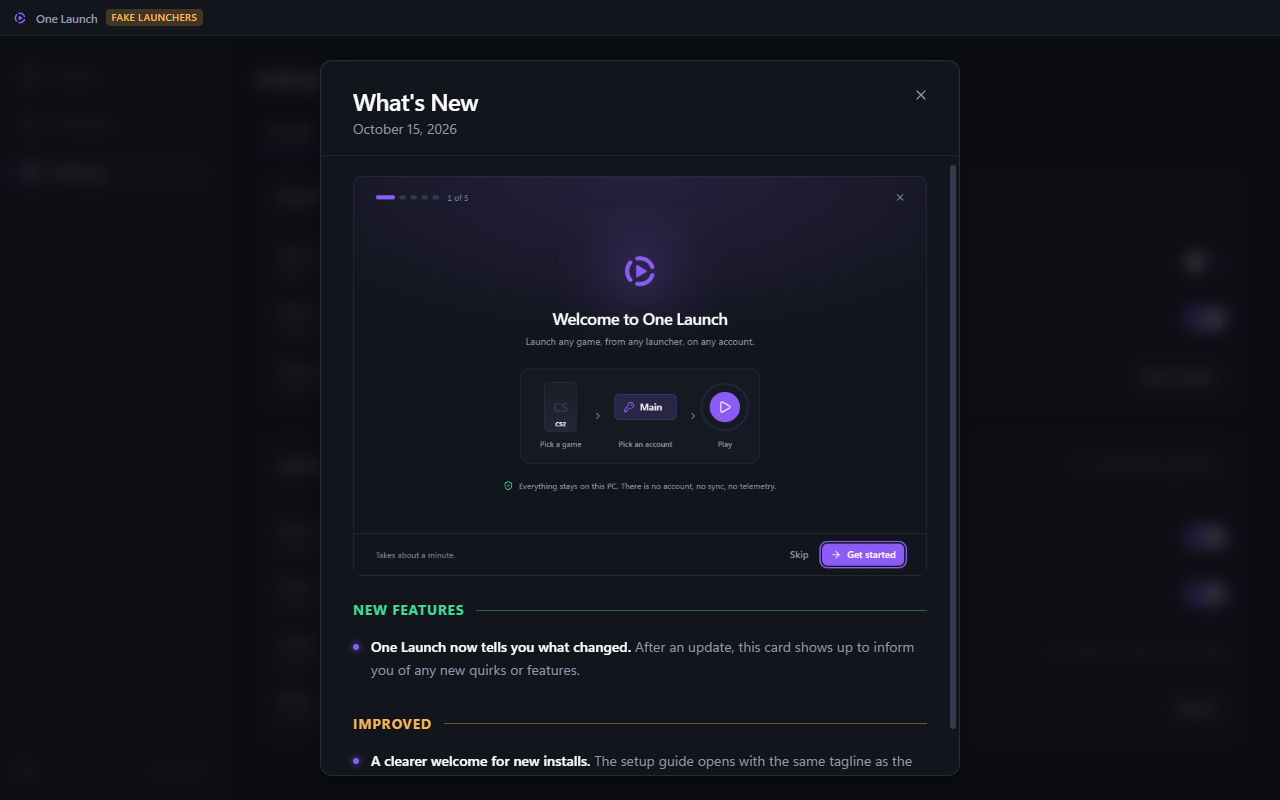 One Launch FAKE LAUNCHERS
What's New
October 15, 2026
1 of 5
Welcome to One Launch
Launch any game, from any launcher, on any account.
CS
CS2
Main
Pick a game
Pick an account
Play
Everything stays on this PC. There is no account, no sync, no telemetry.
Takes about a minute.
Skip
Get started
NEW FEATURES
One Launch now tells you what changed. After an update, this card shows up to inform
you of any new quirks or features.
IMPROVED
A clearer welcome for new installs. The setup guide opens with the same tagline as the